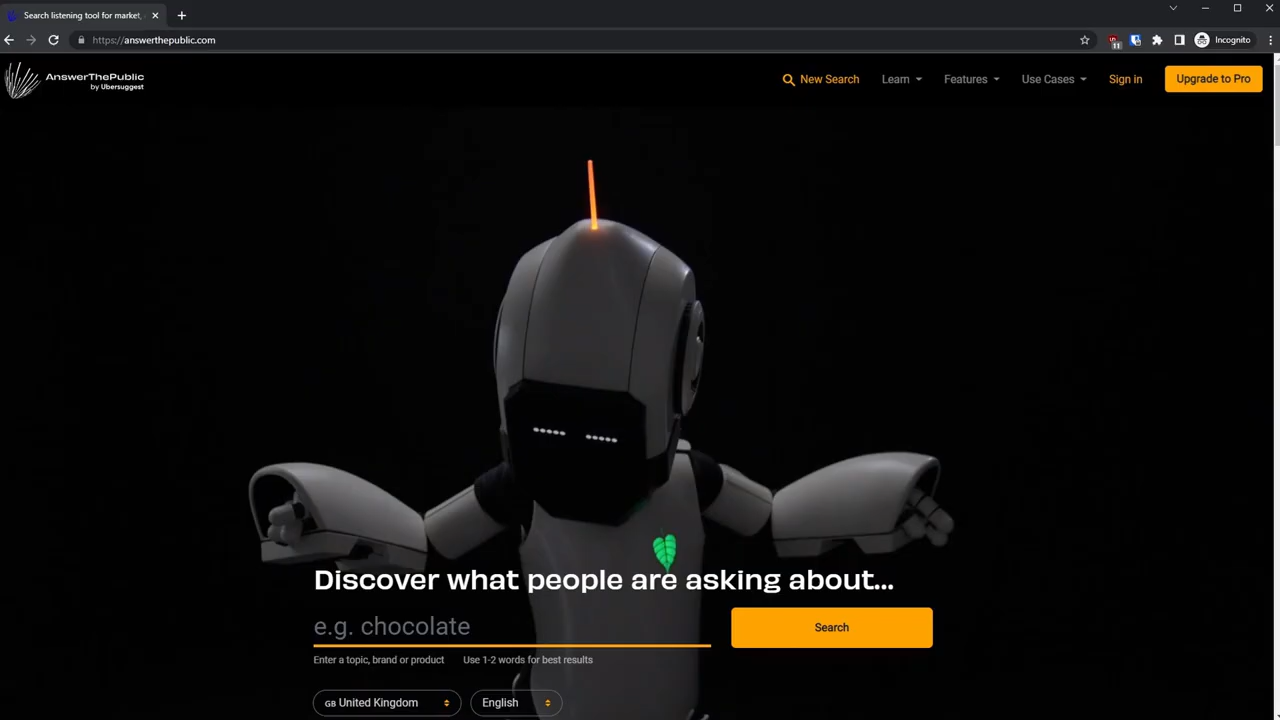 Search listening tool for market,
https://answerthepublic.com
11
Incognito
AnswerThePublic
by Ubersuggest
New Search
Learn
Features
Use Cases
Sign in
Upgrade to Pro
Discover what people are asking about...
e.g. chocolate
Search
Enter a topic, brand or product
Use 1-2 words for best results
GB United Kingdom
English